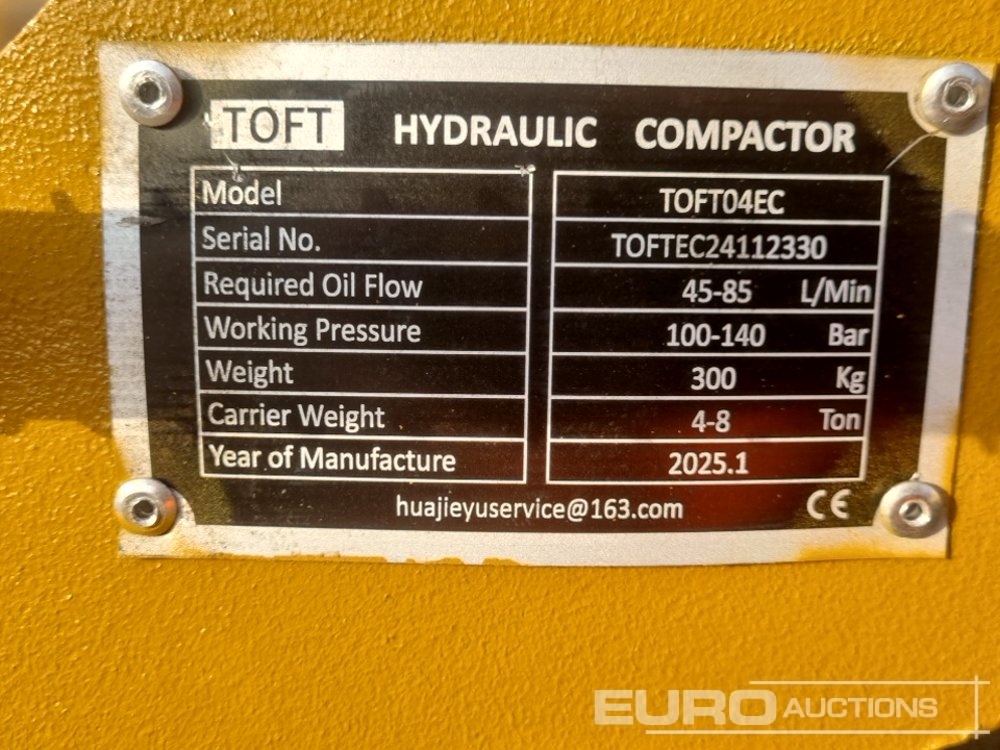 TOFT HYDRAULIC COMPACTOR
Model TOFT04EC
Serial No. TOFTEC24112330
Required Oil Flow 45-85 L/Min
Working Pressure 100-140 Bar
Weight 300 Kg
Carrier Weight 4-8 Ton
Year of Manufacture 2025.1
huajieyuservice@163.com CE
EURO AUCTIONS